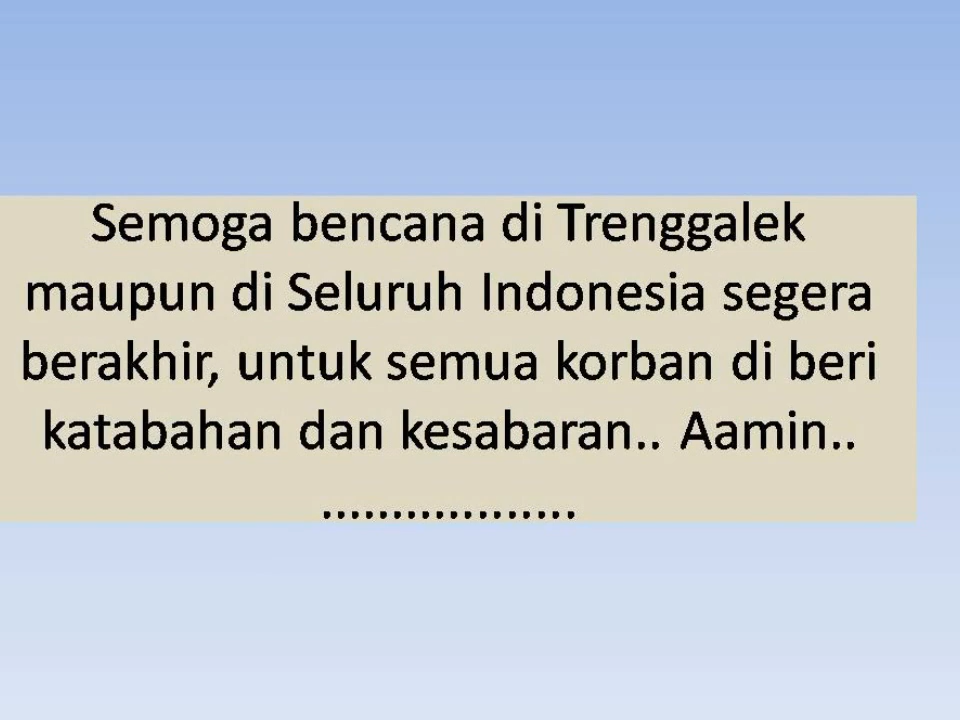 Semoga bencana di Trenggalek
maupun di Seluruh Indonesia segera
berakhir, untuk semua korban di beri
katabahan dan kesabaran.. Aamin..
..................